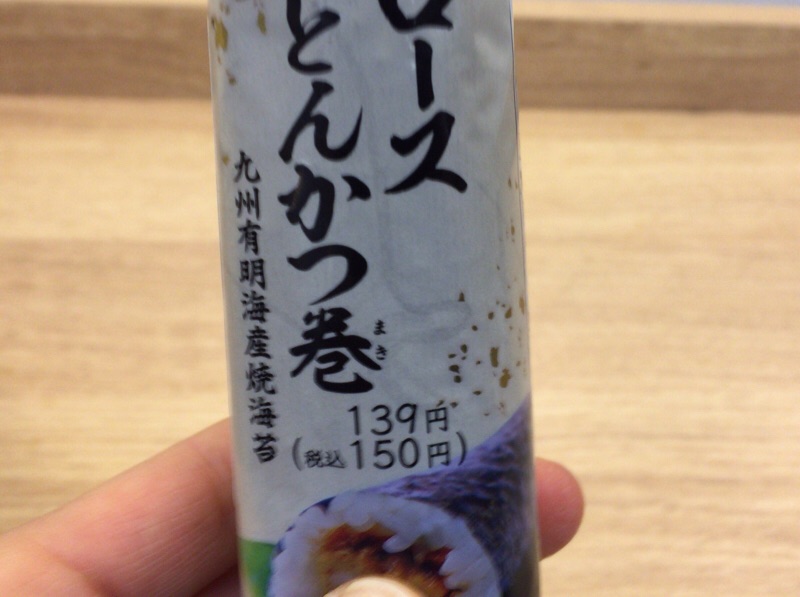 ロース
とんかつ巻
まき
九州有明海産焼海苔
139円
(税込150円)